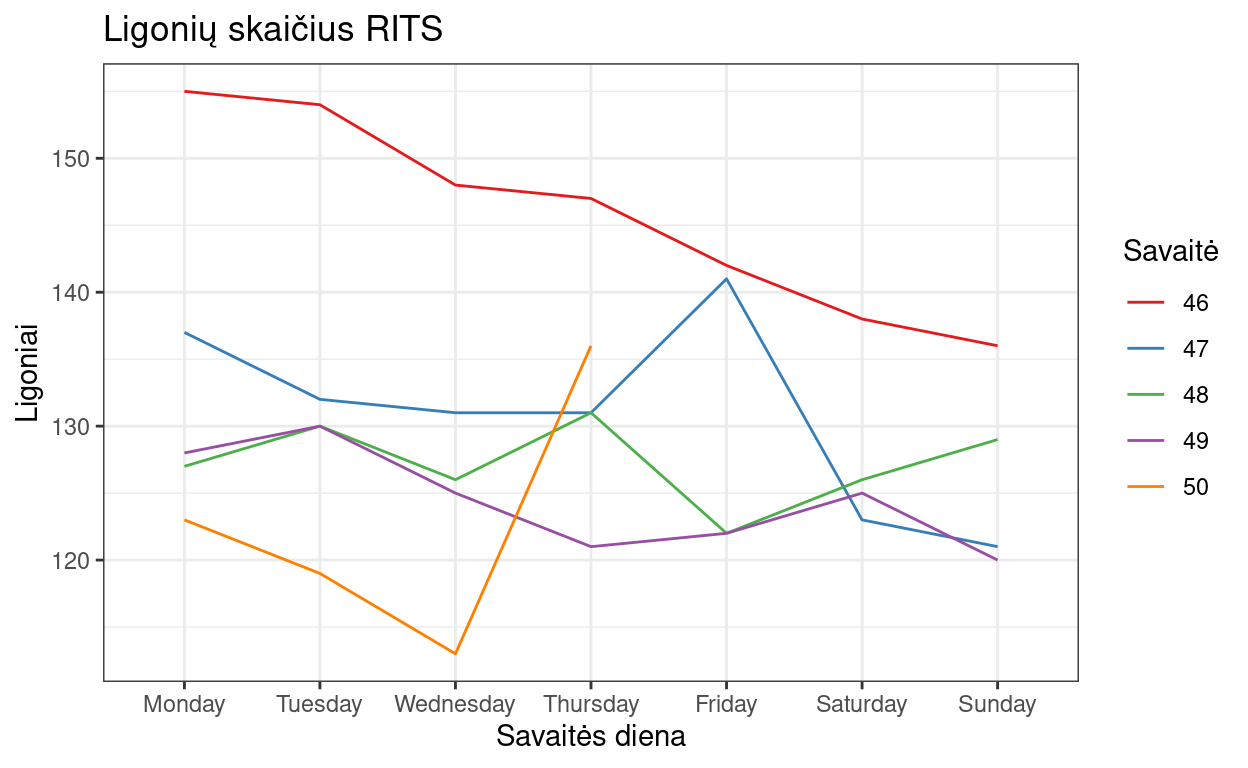 Ligonių skaičius RITS
Ligoniai
150
140
130
120
Monday Tuesday Wednesday Thursday Friday Saturday Sunday
Savaitės diena
Savaitė
46
47
48
49
50